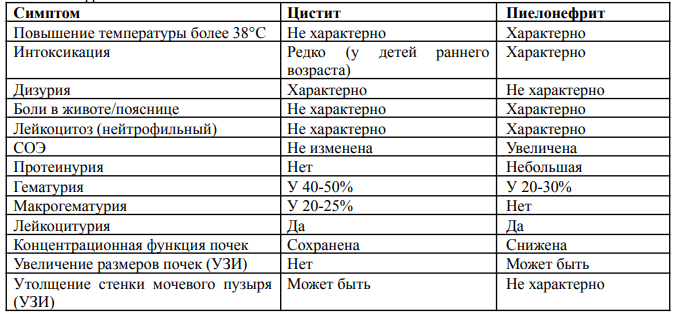 Симптом Цистит Пиелонефрит
Повышение температуры более 38°С Не характерно Характерно
Интоксикация Редко (у детей раннего Характерно
возраста)
Дизурия Характерно Не характерно
Боли в животе/пояснице Не характерно Характерно
Лейкоцитоз (нейтрофильный) Не характерно Характерно
СОЭ Не изменена Увеличена
Протеинурия Нет Небольшая
Гематурия У 40-50% У 20-30%
Макрогематурия У 20-25% Нет
Лейкоцитурия Да Да
Концентрационная функция почек Сохранена Снижена
Увеличение размеров почек (УЗИ) Нет Может быть
Утолщение стенки мочевого пузыря Может быть Не характерно
(УЗИ)